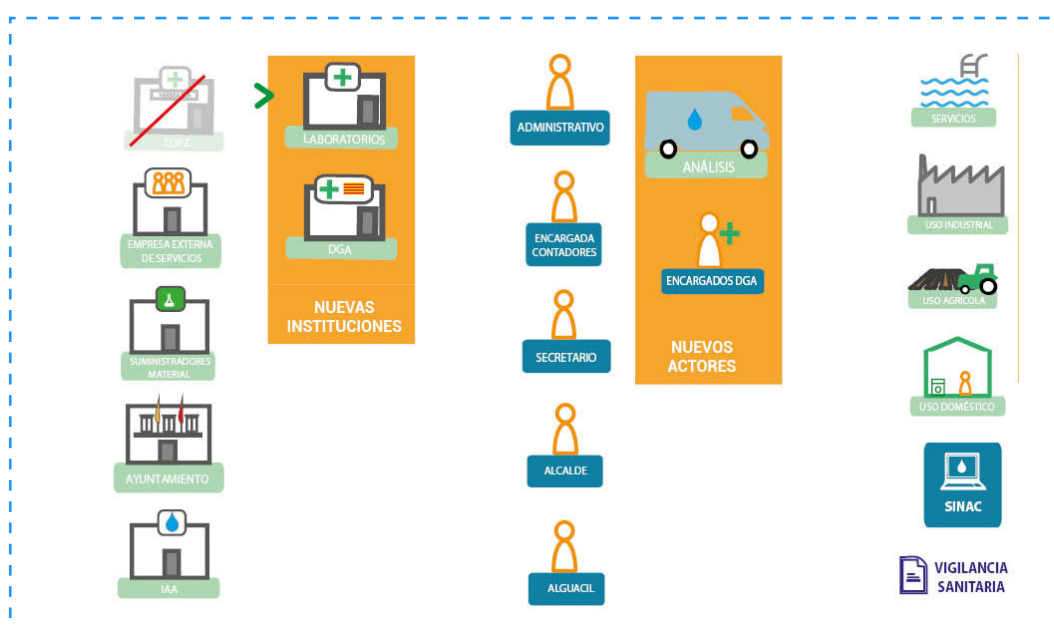 COFZ
EMPRESA EXTERNA
DE SERVICIOS
SUMINISTRADORES
MATERIAL
AYUNTAMIENTO
IAA
LABORATORIOS
DGA
NUEVAS
INSTITUCIONES
ADMINISTRATIVO
ENCARGADA
CONTADORES
SECRETARIO
ALCALDE
ALGUACIL
ANÁLISIS
ENCARGADOS DGA
NUEVOS
ACTORES
SERVICIOS
USO INDUSTRIAL
USO AGRÍCOLA
USO DOMÉSTICO
SINAC
VIGILANCIA
SANITARIA